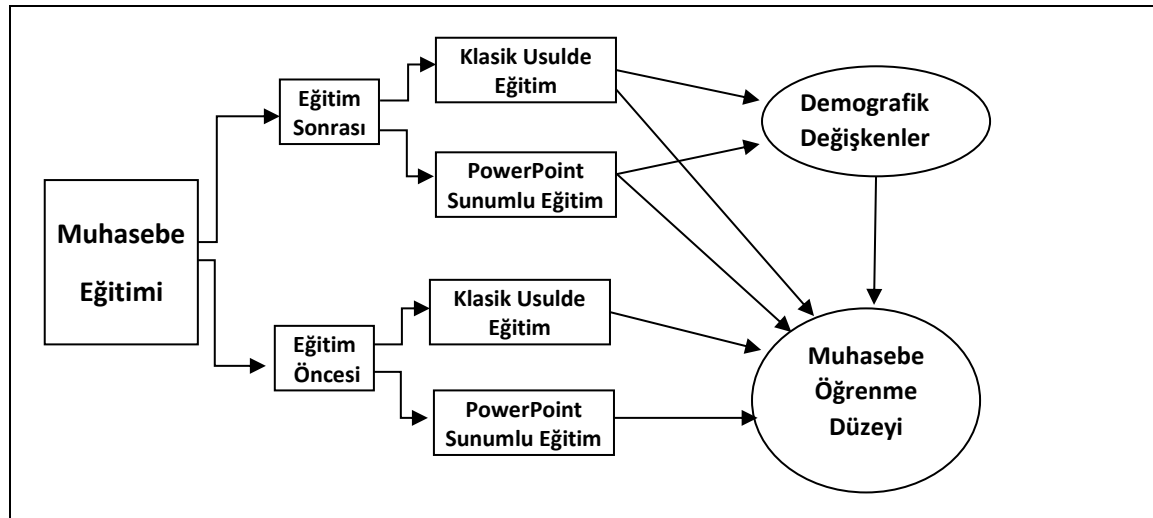 Klasik Usulde
Eğitim
Eğitim
Sonrası
Demografik
Değişkenler
PowerPoint
Sunumlu Eğitim
Muhasebe
Eğitimi
Klasik Usulde
Eğitim
Eğitim
Öncesi
PowerPoint
Sunumlu Eğitim
Muhasebe
Öğrenme
Düzeyi